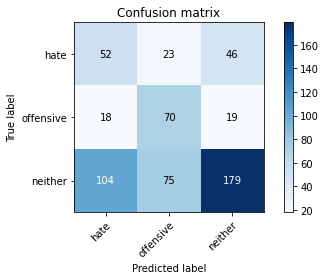 Confusion matrix
True label
hate
offensive
neither
52 23 46
18 70 19
104 75 179
hate
offensive
neither
Predicted label
160
140
120
100
80
60
40
20